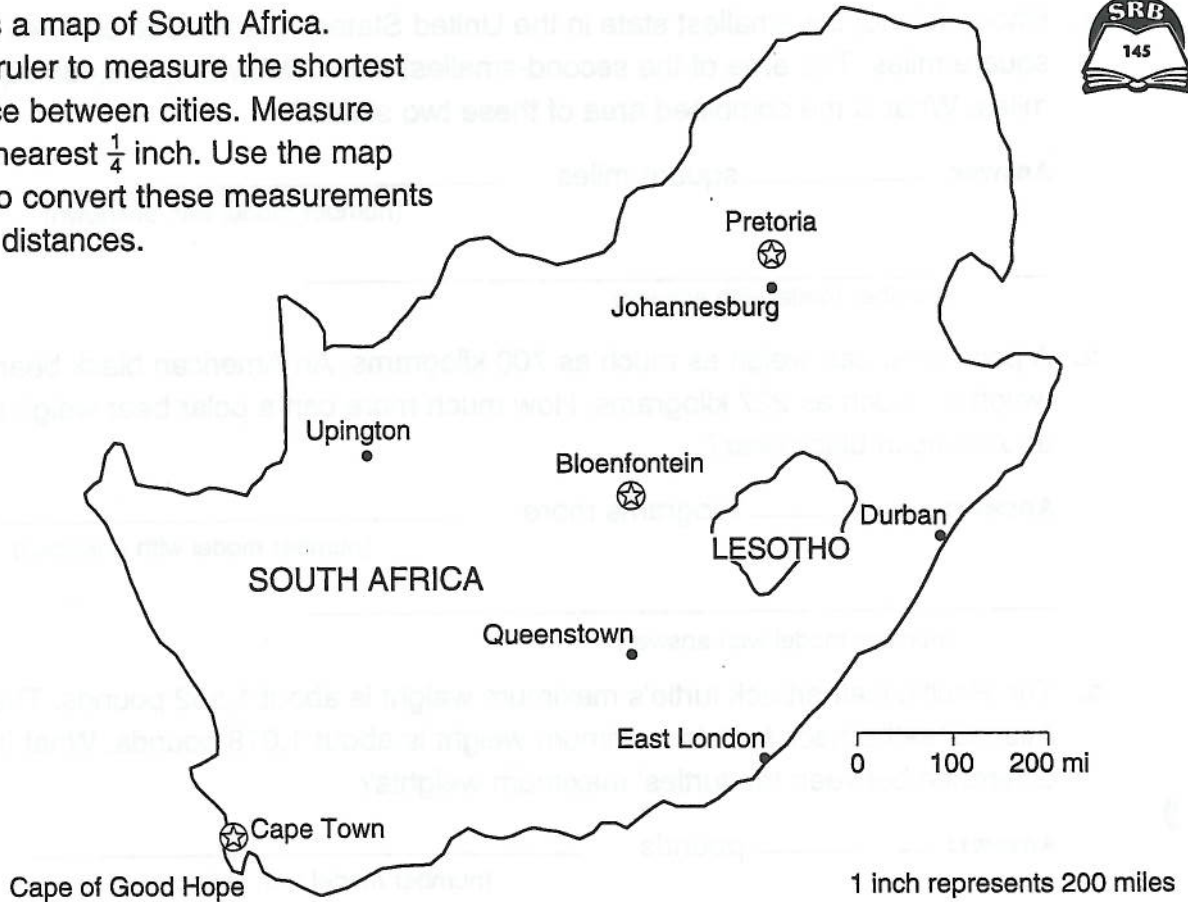 s a map of South Africa.
ruler to measure the shortest
ce between cities. Measure
nearest 1/4 inch. Use the map
o convert these measurements
distances.
SRB
145
Pretoria
Johannesburg
Upington
Bloenfontein
Durban
LESOTHO
SOUTH AFRICA
Queenstown
East London
0 100 200 mi
Cape Town
Cape of Good Hope
1 inch represents 200 miles